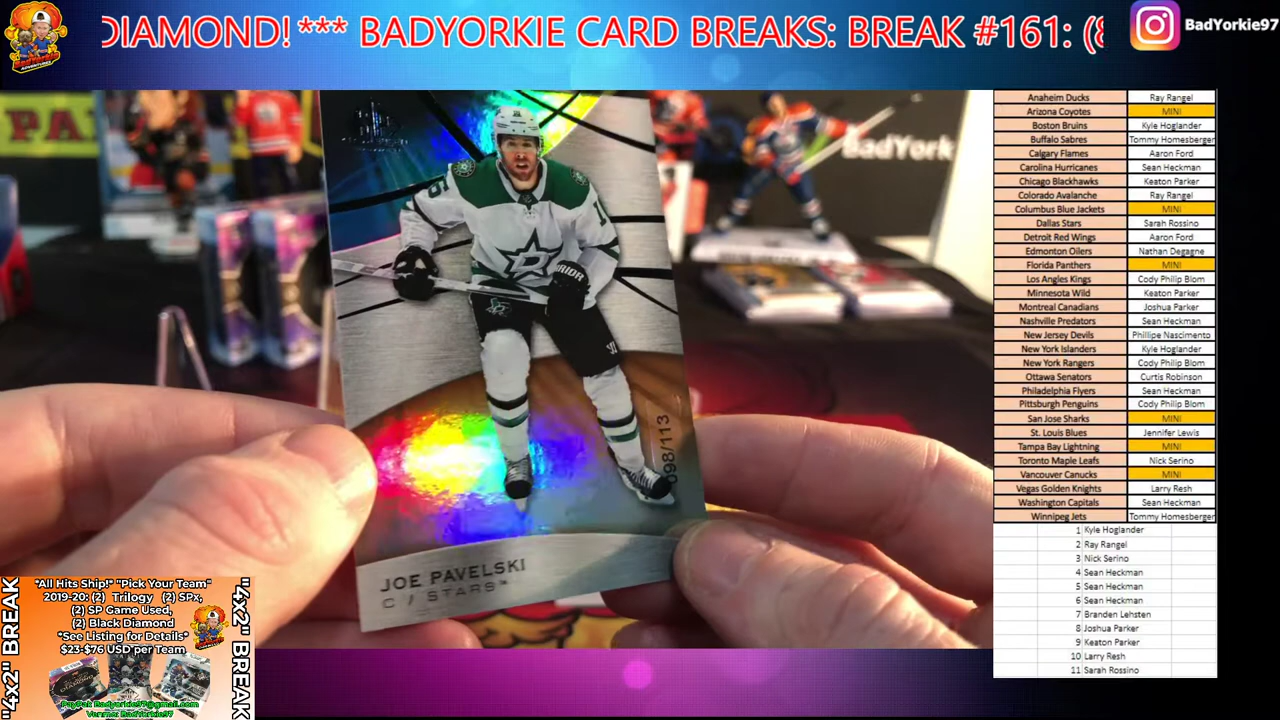 DIAMOND! *** BADYORKIE CARD BREAKS: BREAK #161: (8
BadYorkie97
PA
BadYork
16
WARRIOR
098/113
JOE PAVELSKI
C / STARS
Anaheim Ducks Ray Rangel
Arizona Coyotes MINI
Boston Bruins Kyle Hoglander
Buffalo Sabres Tommy Homesberger
Calgary Flames Aaron Ford
Carolina Hurricanes Sean Heckman
Chicago Blackhawks Keaton Parker
Colorado Avalanche Ray Rangel
Columbus Blue Jackets MINI
Dallas Stars Sarah Rossino
Detroit Red Wings Aaron Ford
Edmonton Oilers Nathan Degagne
Florida Panthers MINI
Los Angles Kings Cody Philip Blom
Minnesota Wild Keaton Parker
Montreal Canadians Joshua Parker
Nashville Predators Sean Heckman
New Jersey Devils Phillipe Nascimento
New York Islanders Kyle Hoglander
New York Rangers Cody Philip Blom
Ottawa Senators Curtis Robinson
Philadelphia Flyers Sean Heckman
Pittsburgh Penguins Cody Philip Blom
San Jose Sharks MINI
St. Louis Blues Jennifer Lewis
Tampa Bay Lightning MINI
Toronto Maple Leafs Nick Serino
Vancouver Canucks MINI
Vegas Golden Knights Larry Resh
Washington Capitals Sean Heckman
Winnipeg Jets Tommy Homesberger
1 Kyle Hoglander
2 Ray Rangel
3 Nick Serino
4 Sean Heckman
5 Sean Heckman
6 Sean Heckman
7 Branden Lehsten
8 Joshua Parker
9 Keaton Parker
10 Larry Resh
11 Sarah Rossino
"4x2" BREAK
"All Hits Ship!" "Pick Your Team"
2019-20: (2) Trilogy (2) SPx,
(2) SP Game Used,
(2) Black Diamond
*See Listing for Details*
$23-$76 USD per Team
PayPal: Badyorkie97@gmail.com
Venmo: BadYorkie97
"4x2" BREAK